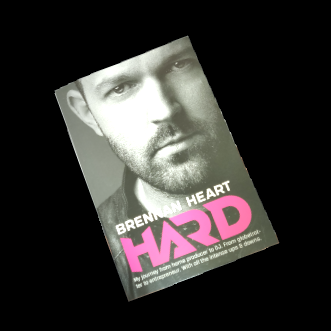 BRENNAN HEART
HARD
My journey from home producer to DJ. From globetrot-
ter to entrepreneur. With all the intense ups & downs.